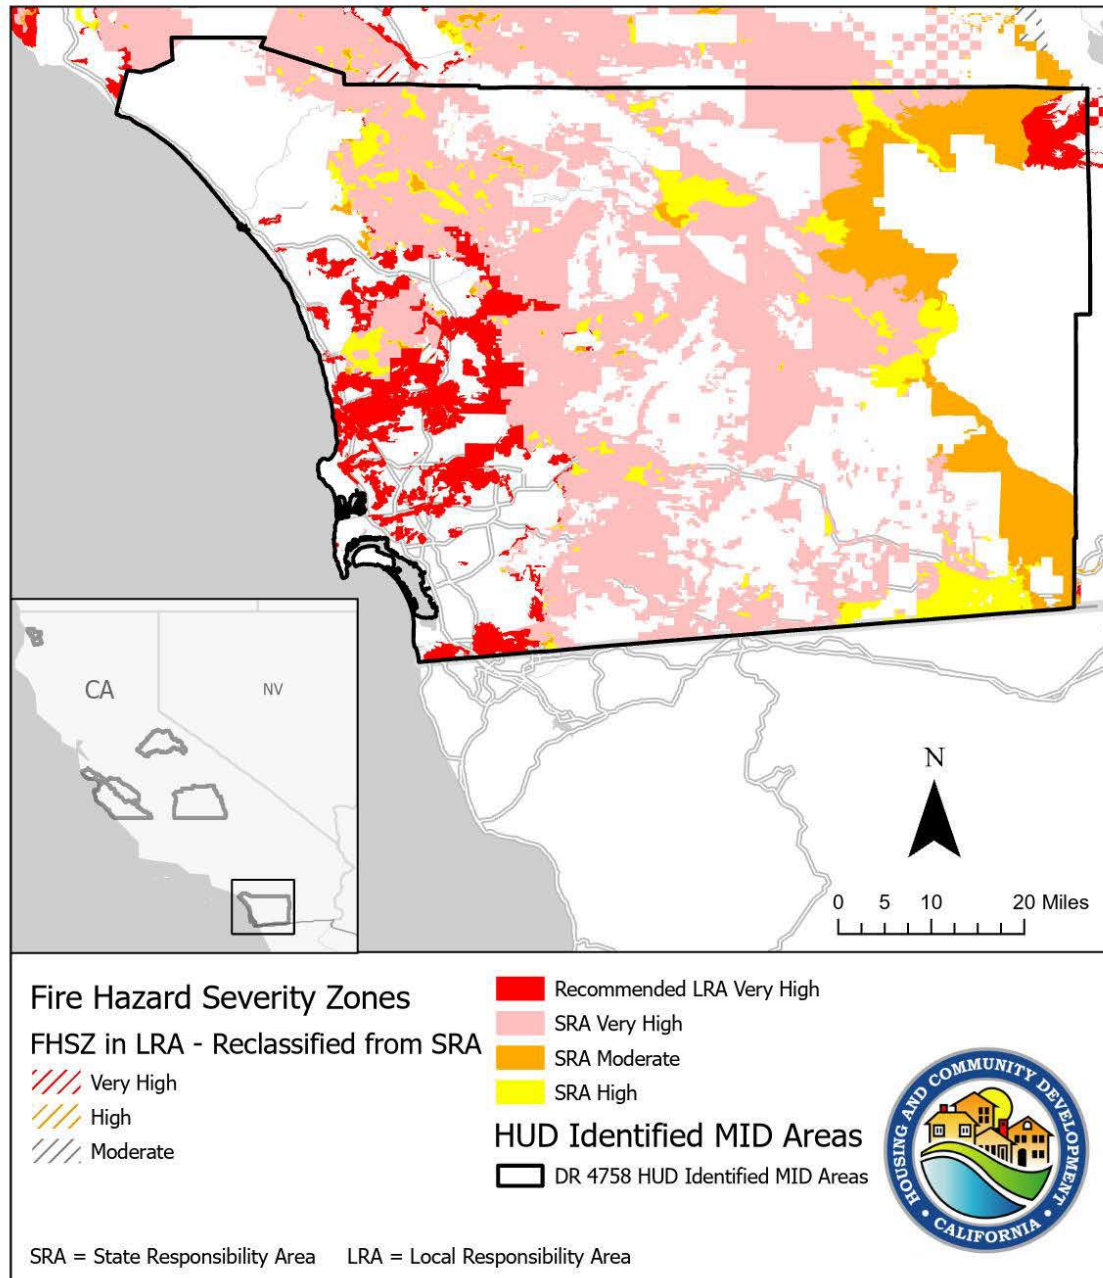 CA
NV
N
0 5 10 20 Miles
Fire Hazard Severity Zones
FHSZ in LRA - Reclassified from SRA
Very High
High
Moderate
Recommended LRA Very High
SRA Very High
SRA Moderate
SRA High
HUD Identified MID Areas
DR 4758 HUD Identified MID Areas
HOUSING AND COMMUNITY DEVELOPMENT
• CALIFORNIA •
SRA = State Responsibility Area LRA = Local Responsibility Area